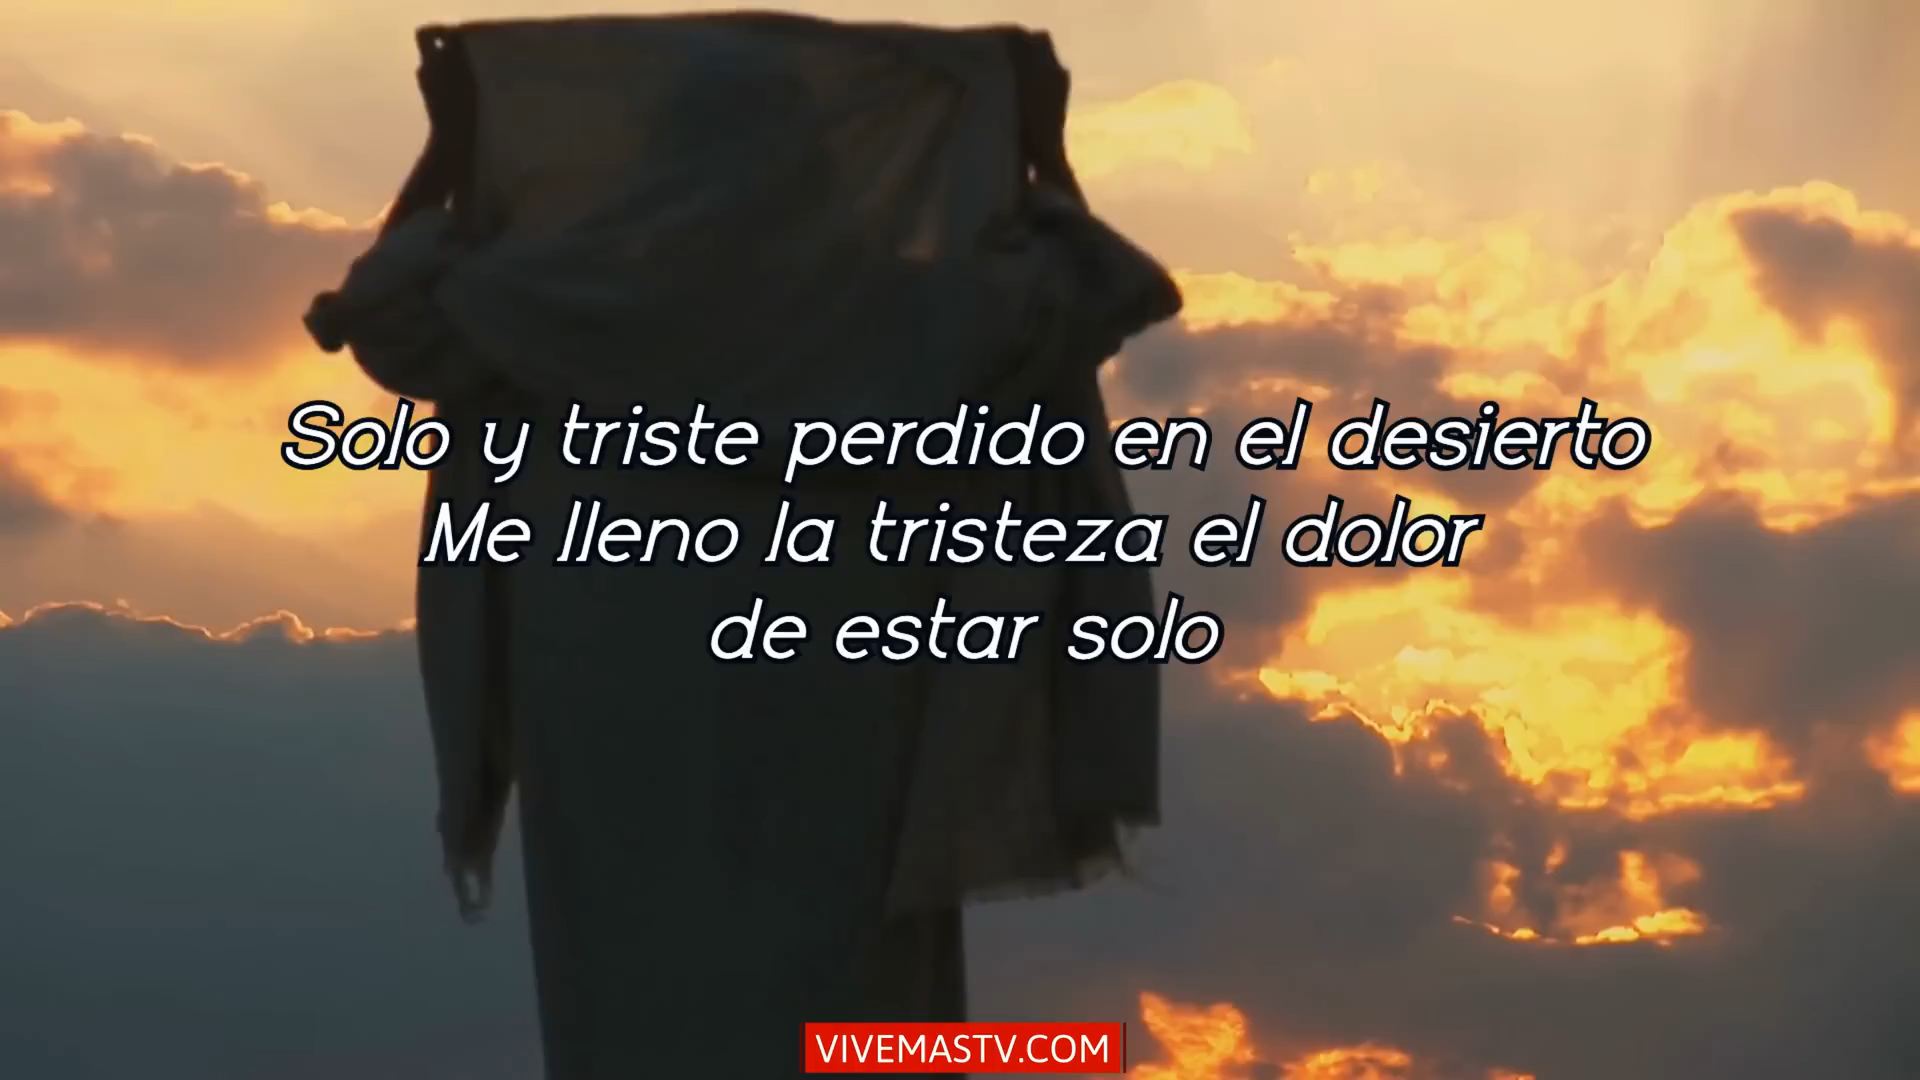 Solo y triste perdido en el desierto
Me lleno la tristeza el dolor
de estar solo
VIVEMASTV.COM